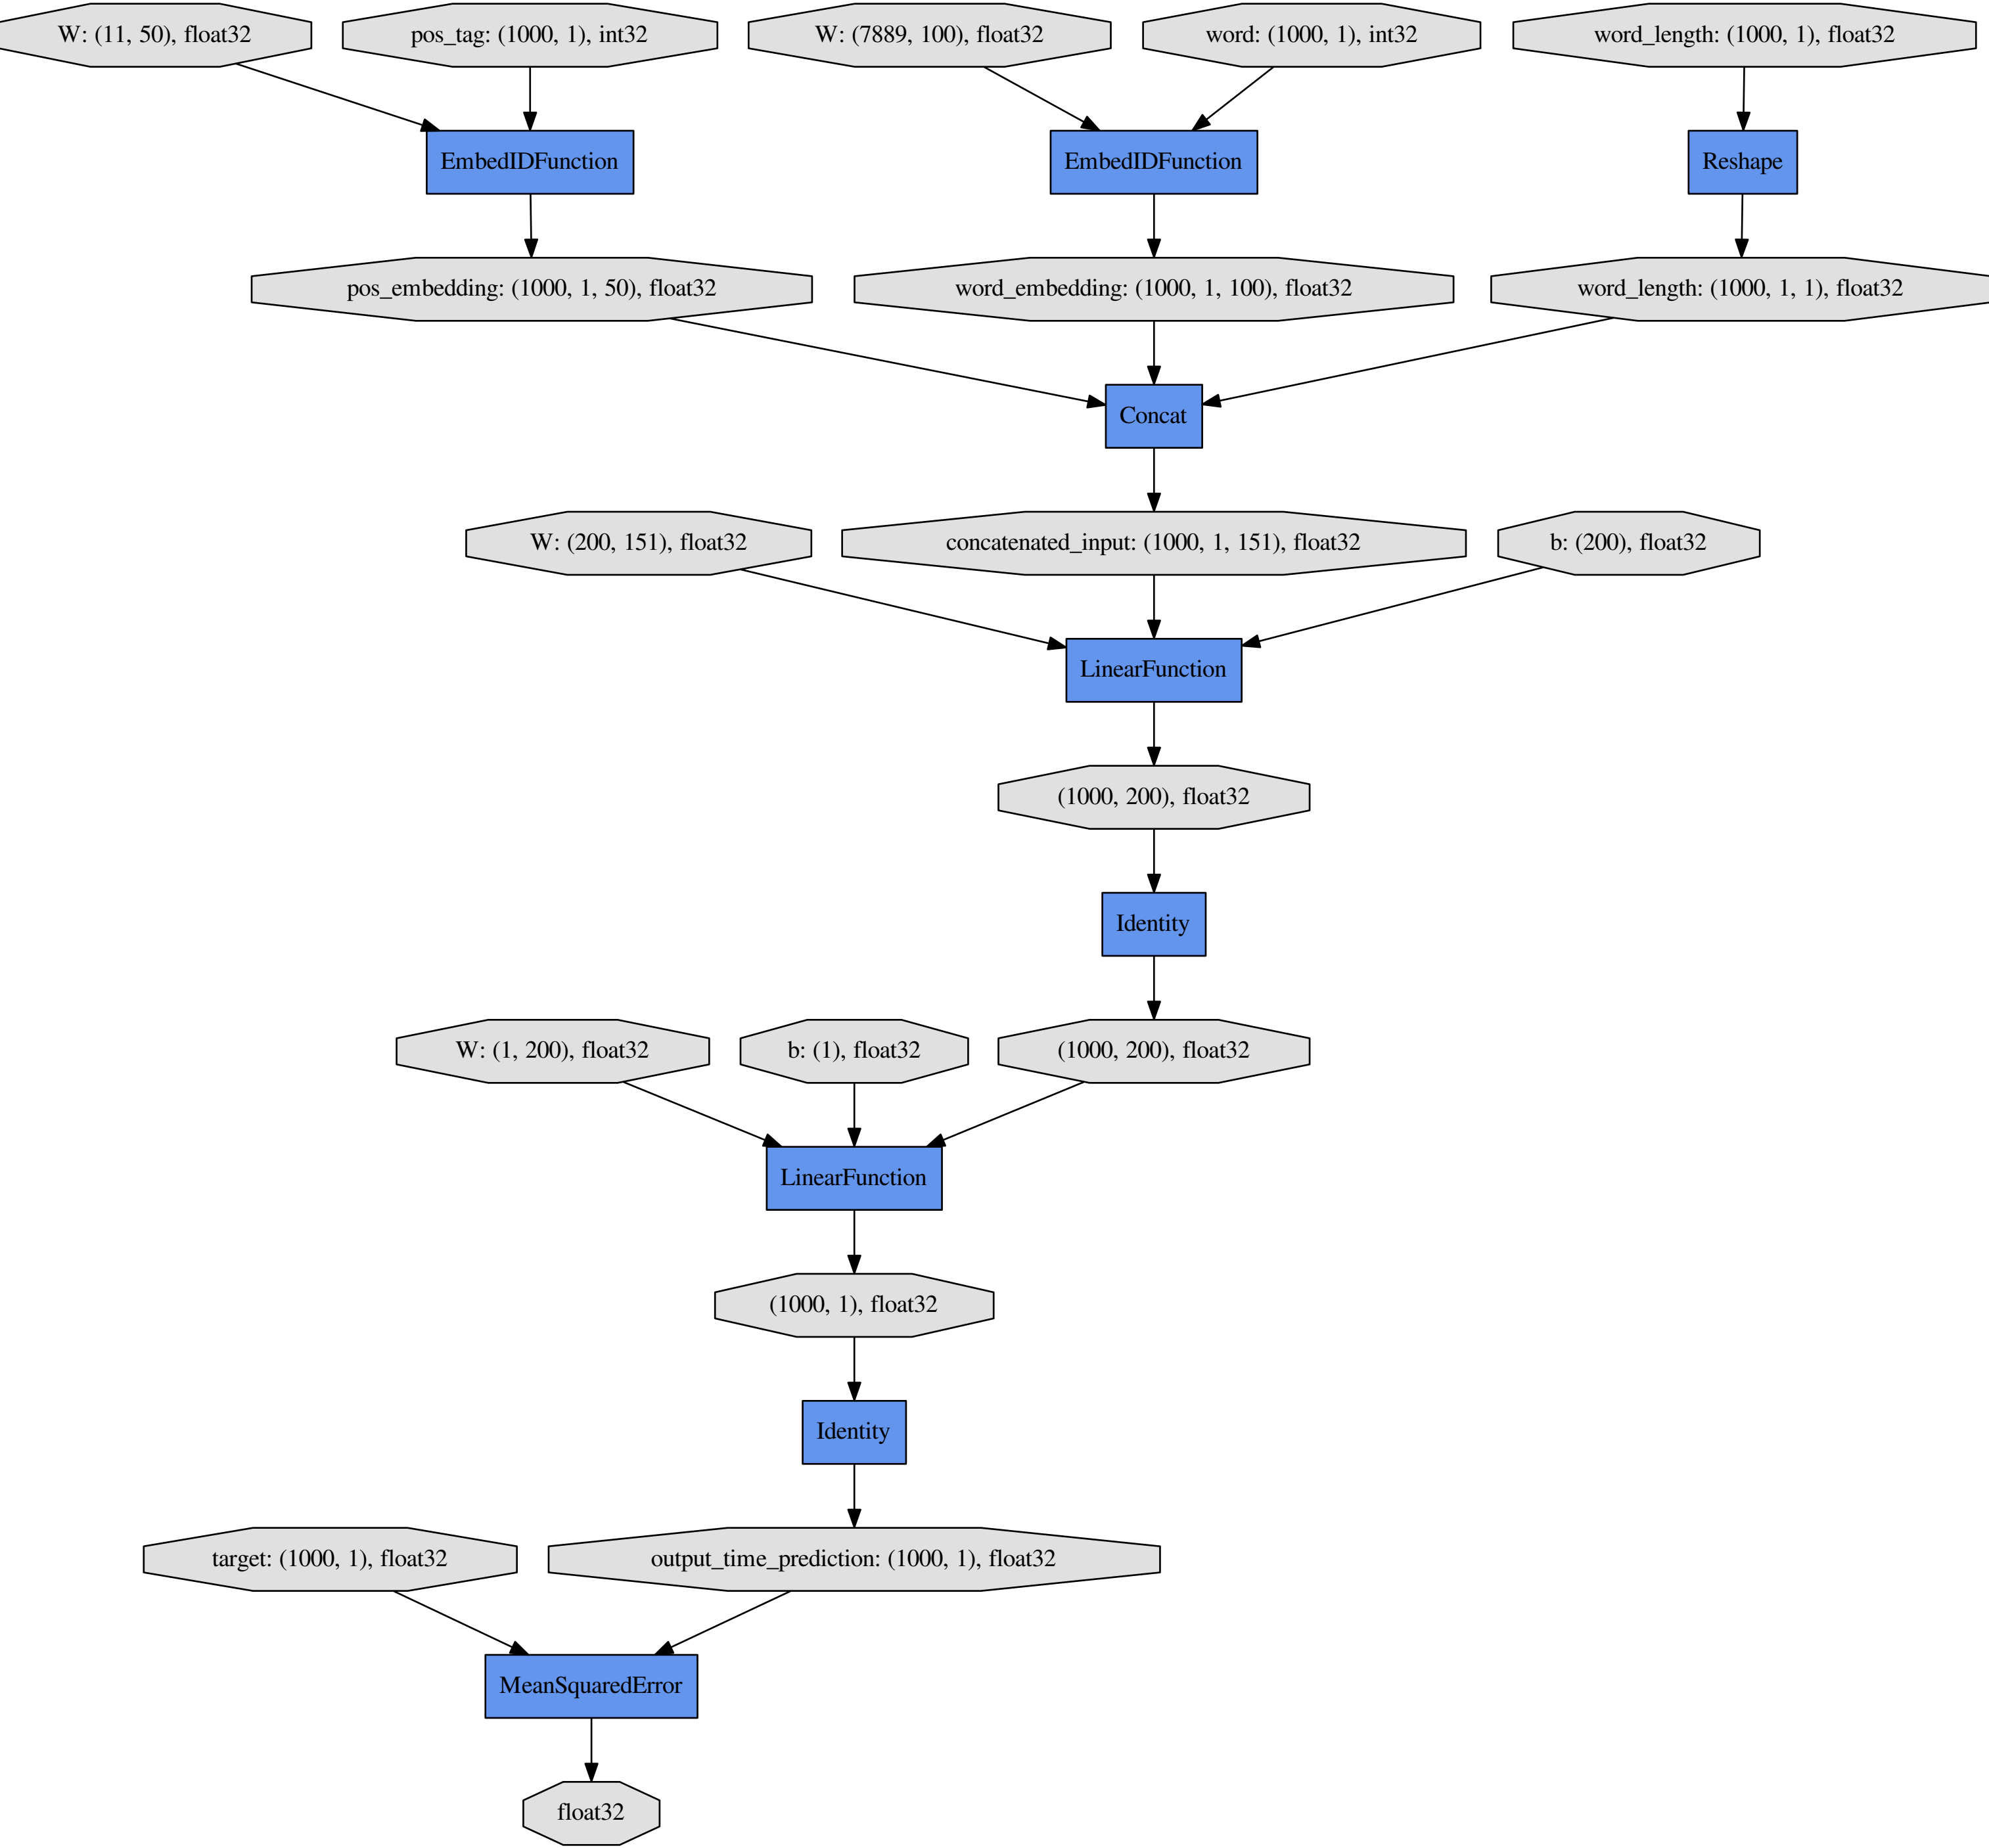 W: (11, 50), float32
pos_tag: (1000, 1), int32
W: (7889, 100), float32
word: (1000, 1), int32
word_length: (1000, 1), float32
EmbedIDFunction
EmbedIDFunction
Reshape
pos_embedding: (1000, 1, 50), float32
word_embedding: (1000, 1, 100), float32
word_length: (1000, 1, 1), float32
Concat
W: (200, 151), float32
concatenated_input: (1000, 1, 151), float32
b: (200), float32
LinearFunction
(1000, 200), float32
Identity
W: (1, 200), float32
b: (1), float32
(1000, 200), float32
LinearFunction
(1000, 1), float32
Identity
target: (1000, 1), float32
output_time_prediction: (1000, 1), float32
MeanSquaredError
float32